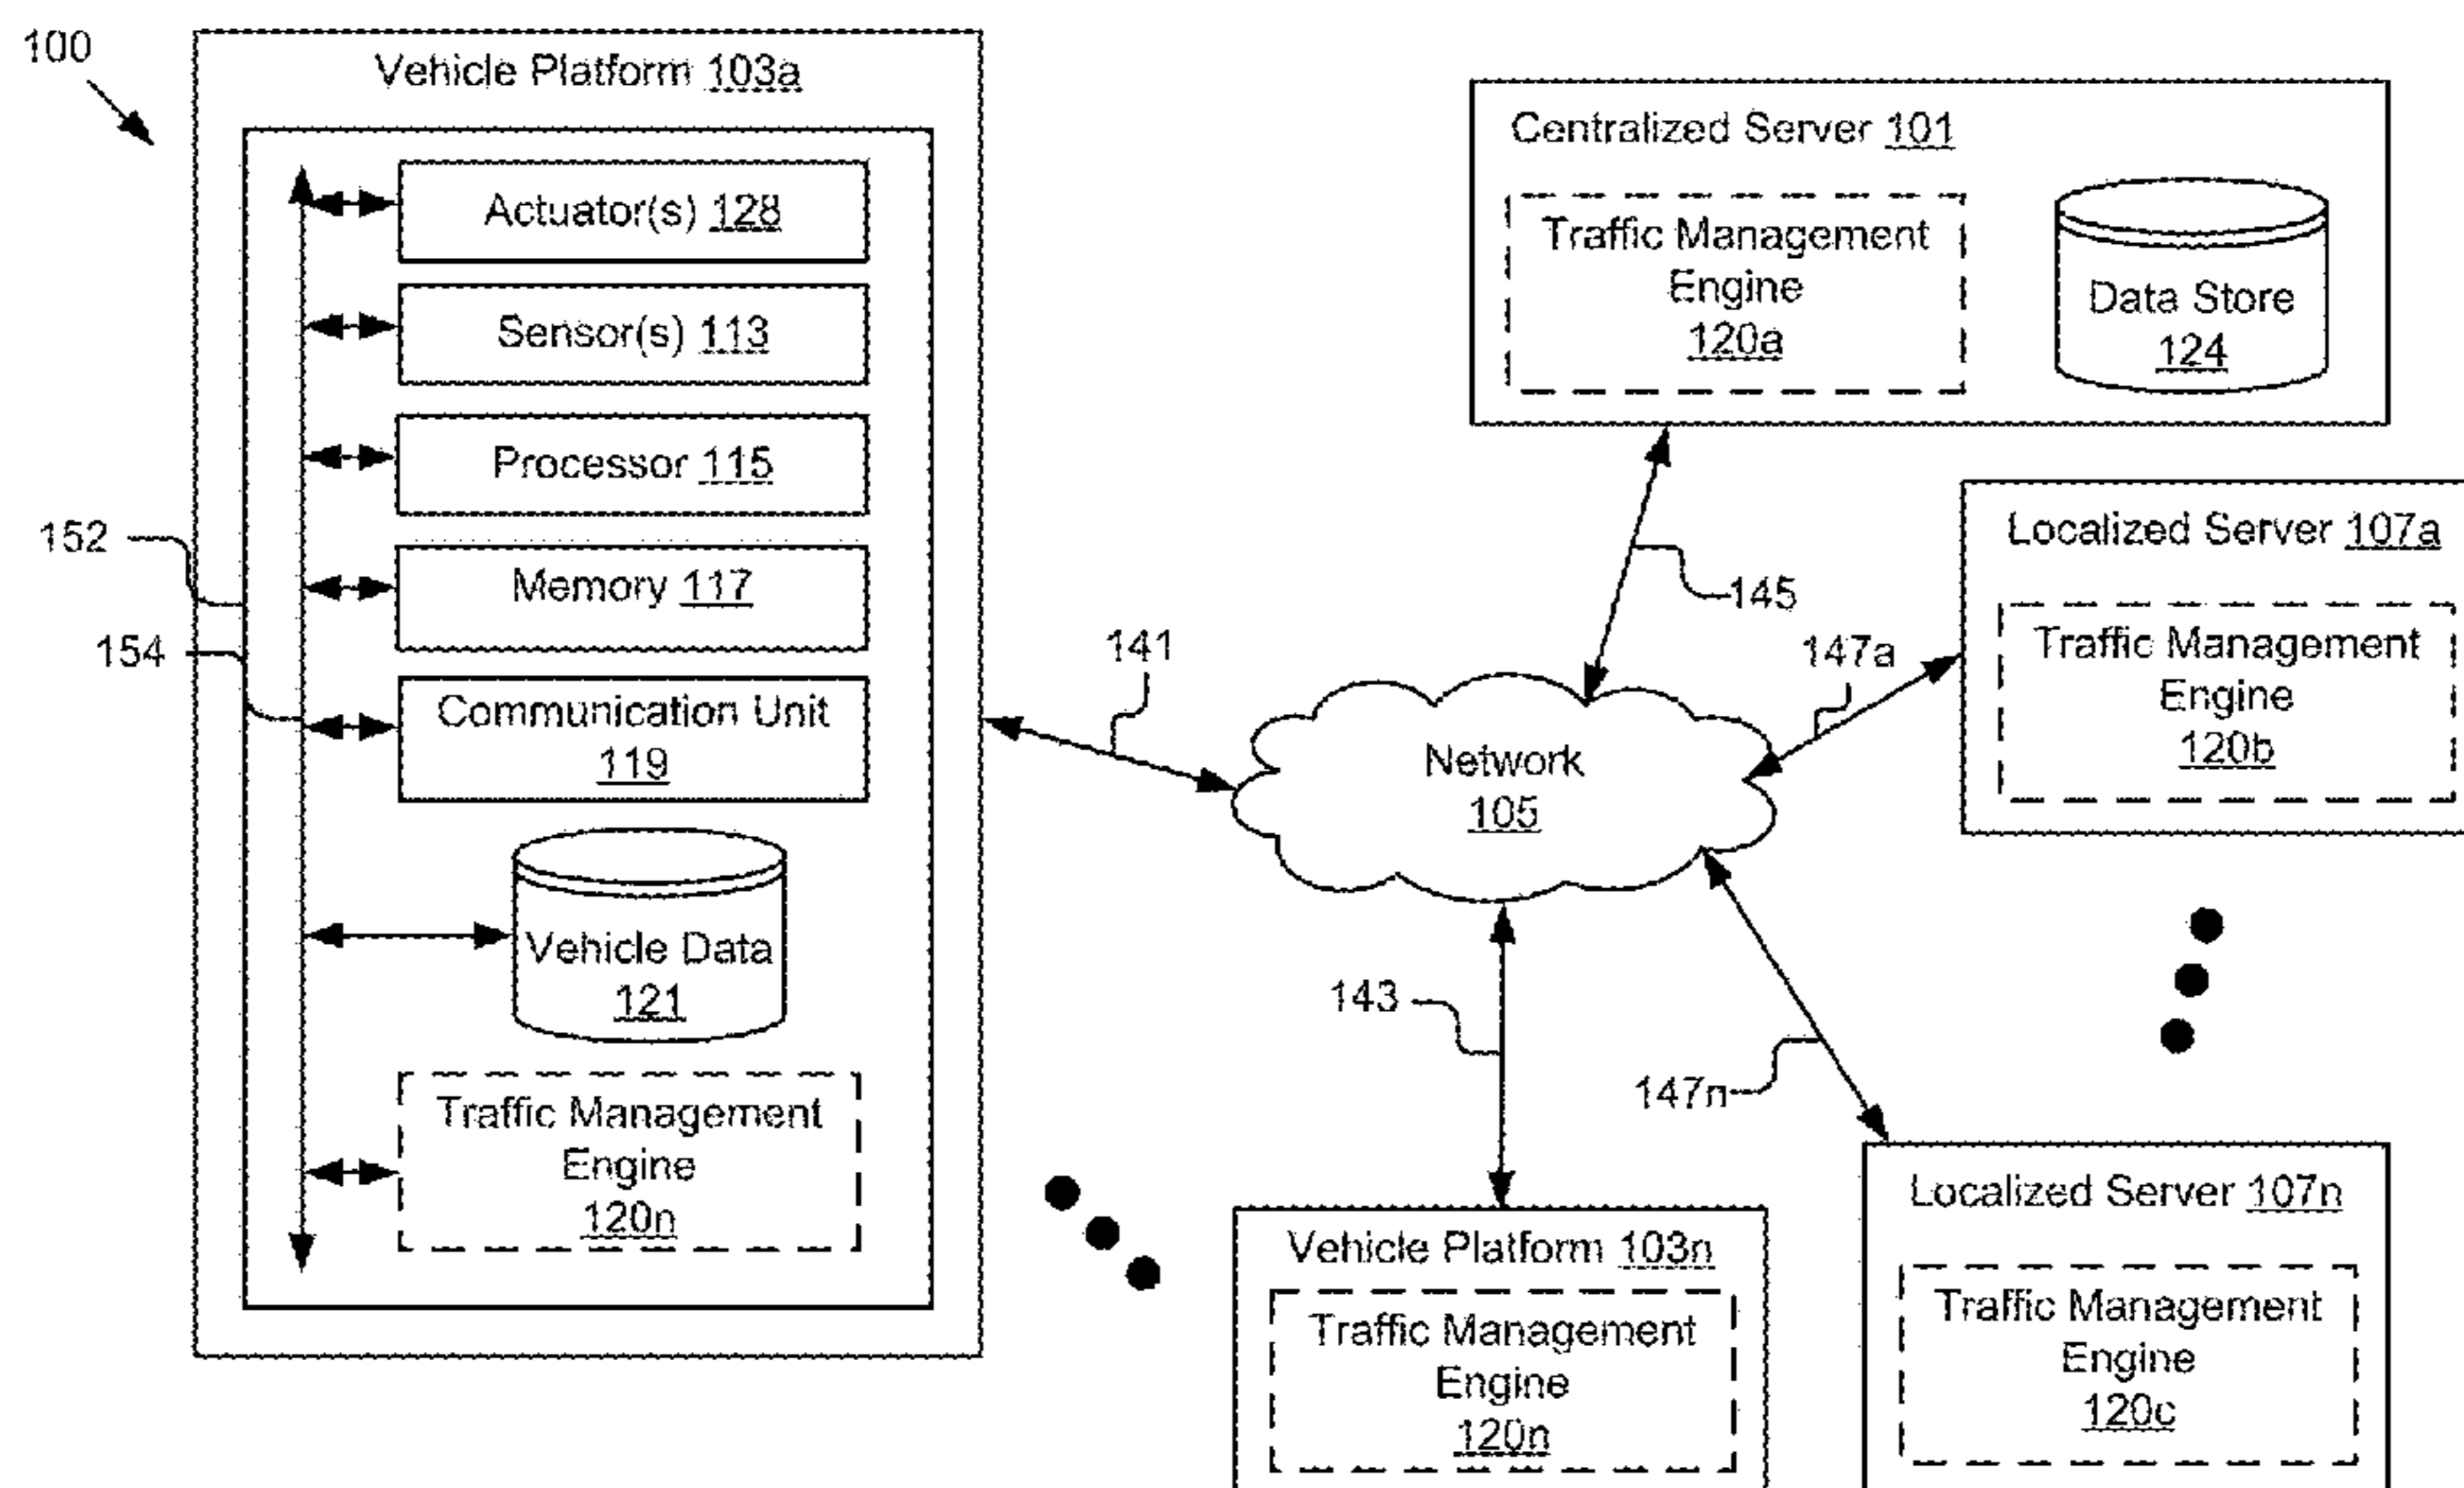 100
Vehicle Platform 103a
Actuator(s) 128
Sensor(s) 113
Processor 115
Memory 117
Communication Unit
119
Vehicle Data
121
Traffic Management
Engine
120n
152
154
141
Network
105
145
147a
143
147n
Centralized Server 101
Traffic Management
Engine
120a
Data Store
124
Localized Server 107a
Traffic Management
Engine
120b
Vehicle Platform 103n
Traffic Management
Engine
120n
Localized Server 107n
Traffic Management
Engine
120c